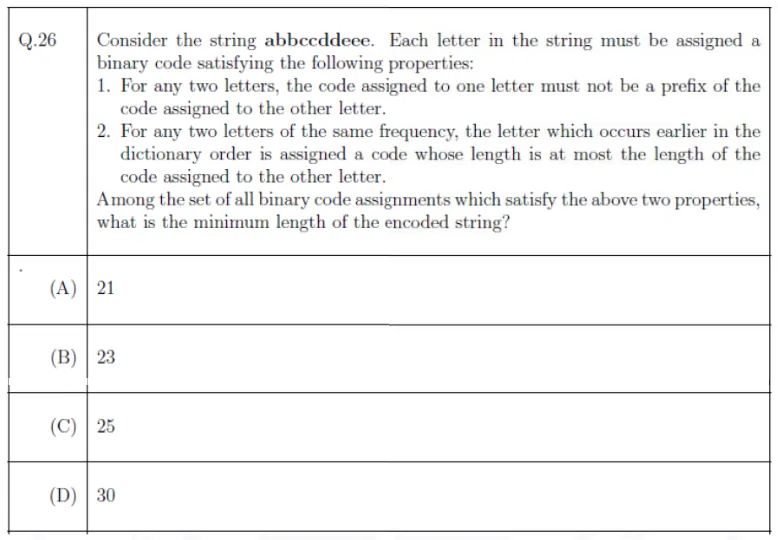 Q.26 Consider the string abbccddeee. Each letter in the string must be assigned a
binary code satisfying the following properties:
1. For any two letters, the code assigned to one letter must not be a prefix of the
code assigned to the other letter.
2. For any two letters of the same frequency, the letter which occurs earlier in the
dictionary order is assigned a code whose length is at most the length of the
code assigned to the other letter.
Among the set of all binary code assignments which satisfy the above two properties,
what is the minimum length of the encoded string?
(A) 21
(B) 23
(C) 25
(D) 30